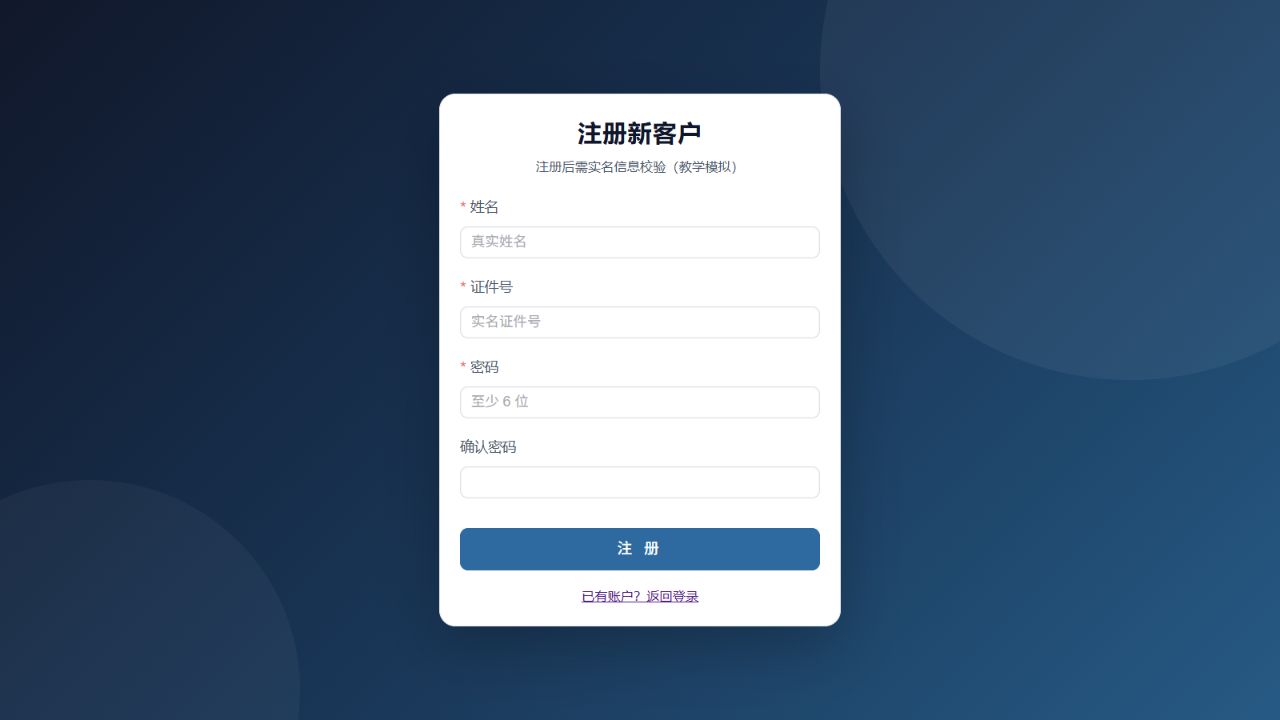 注册新客户
注册后需实名信息校验（教学模拟）
* 姓名
真实姓名
* 证件号
实名证件号
* 密码
至少 6 位
确认密码
注 册
已有账户？返回登录